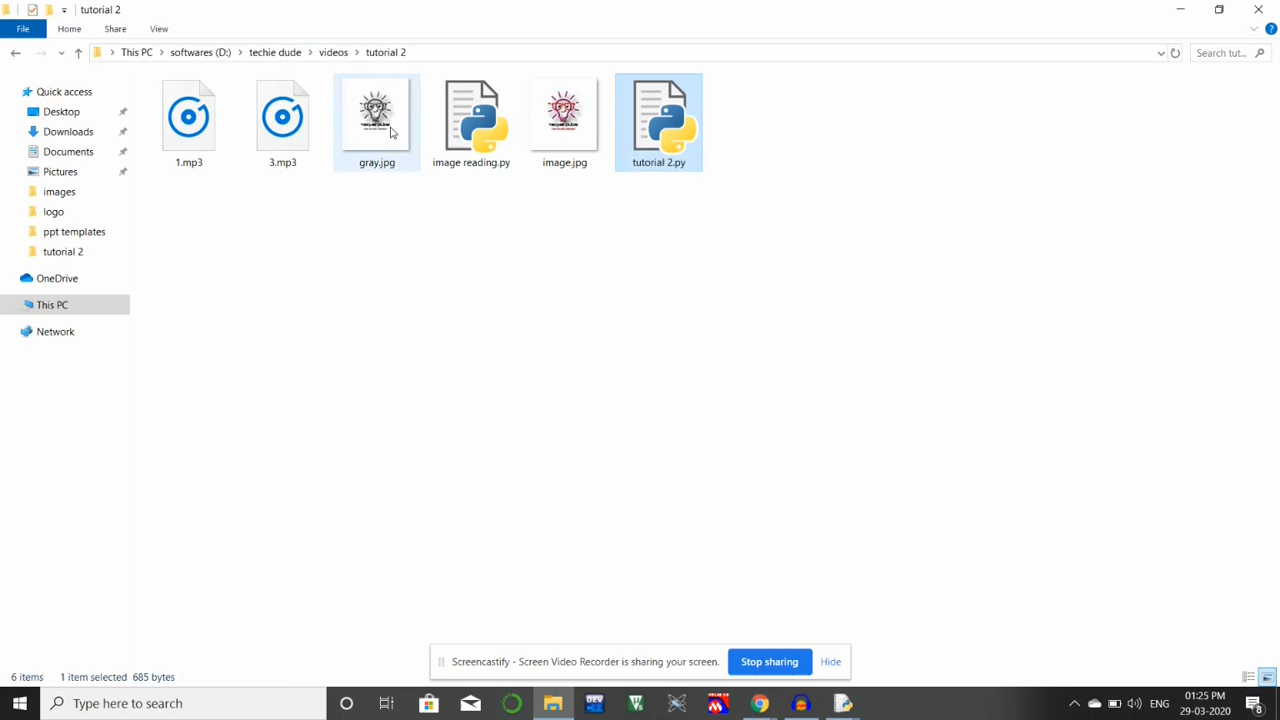 tutorial 2
File Home Share View
This PC softwares (D:) techie dude videos tutorial 2
Search tut...
Quick access
Desktop
Downloads
Documents
Pictures
images
logo
ppt templates
tutorial 2
OneDrive
This PC
Network
1.mp3
3.mp3
gray.jpg
image reading.py
image.jpg
tutorial 2.py
Screencastify - Screen Video Recorder is sharing your screen.
Stop sharing
Hide
6 items 1 item selected 685 bytes
Type here to search
DEV
ENG
01:25 PM
29-03-2020
8